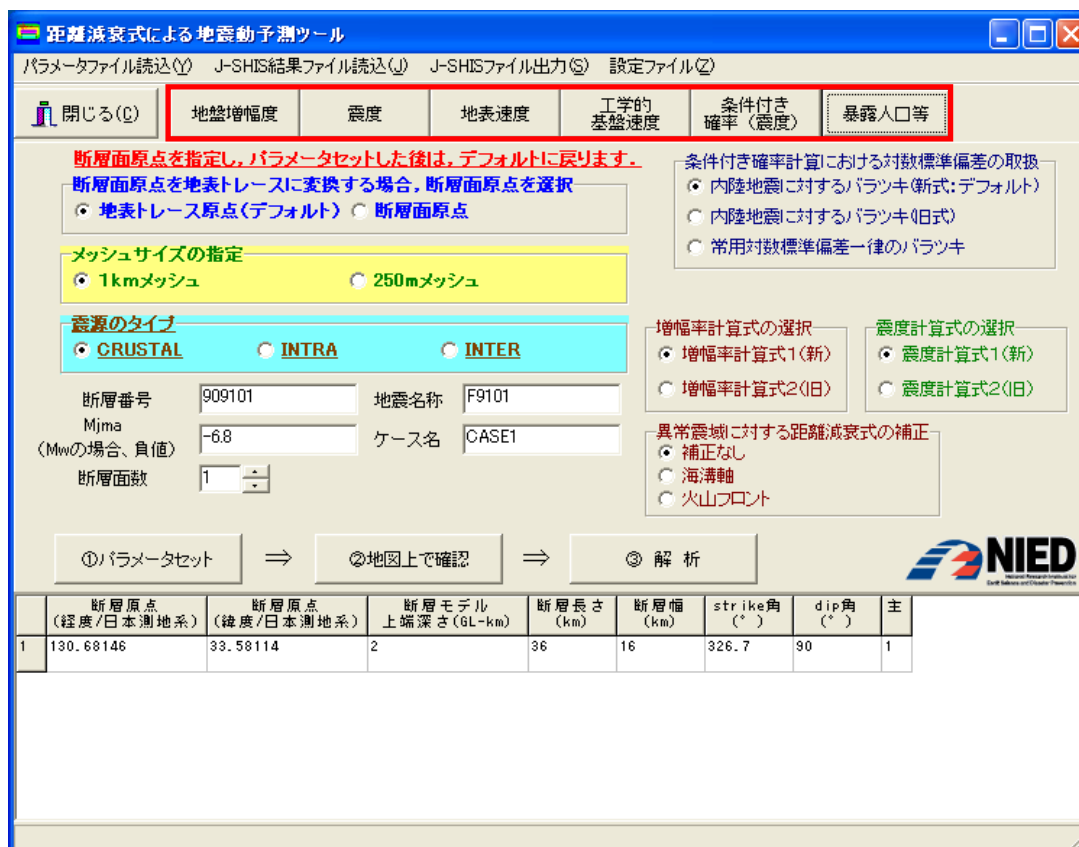 距離減衰式による地震動予測ツール
パラメータファイル読込(Y) J-SHIS結果ファイル読込(J) J-SHISファイル出力(S) 設定ファイル(Z)
閉じる(C) 地盤増幅度 震度 地表速度 工学的 基盤速度 条件付き 確率（震度） 暴露人口等
断層面原点を指定し，パラメータセットした後は，デフォルトに戻ります．
断層面原点を地表トレースに変換する場合，断層面原点を選択
地表トレース原点(デフォルト) 断層面原点
条件付き確率計算における対数標準偏差の取扱
内陸地震に対するバラツキ(新式:デフォルト)
内陸地震に対するバラツキ(旧式)
常用対数標準偏差一律のバラツキ
メッシュサイズの指定
1kmメッシュ 250mメッシュ
震源のタイプ
CRUSTAL INTRA INTER
増幅率計算式の選択
増幅率計算式1(新)
増幅率計算式2(旧)
震度計算式の選択
震度計算式1(新)
震度計算式2(旧)
断層番号 909101 地震名称 F9101
Mjma
(Mwの場合、負値) -6.8 ケース名 CASE1
断層面数 1
異常震域に対する距離減衰式の補正
補正なし
海溝軸
火山フロント
①パラメータセット ⇒ ②地図上で確認 ⇒ ③ 解 析
NIED
断層原点 断層原点 断層モデル 断層長さ 断層幅 strike角 dip角 主
(経度/日本測地系) (緯度/日本測地系) 上端深さ(GL-km) (km) (km) (°) (°)
1 130.68146 33.58114 2 36 16 326.7 90 1